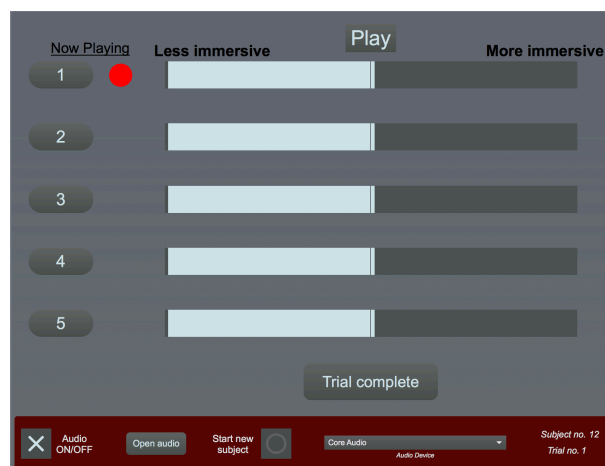 Play
Now Playing
Less immersive
More immersive
1
2
3
4
5
Trial complete
Audio
ON/OFF
Open audio
Start new
subject
Core Audio
Audio Device
Subject no. 12
Trial no. 1